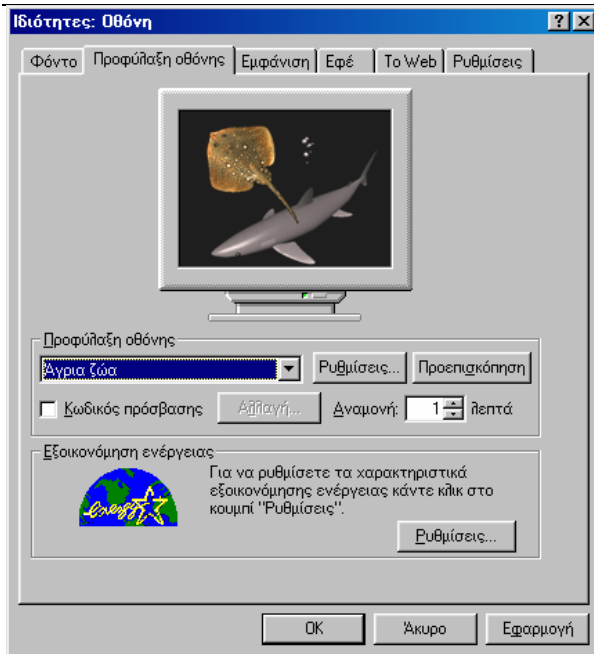 Ιδιότητες: Οθόνη
Φόντο Προφύλαξη οθόνης Εμφάνιση Εφέ Το Web Ρυθμίσεις
Προφύλαξη οθόνης
Άγρια ζώα Ρυθμίσεις... Προεπισκόπηση
Κωδικός πρόσβασης Αλλαγή... Αναμονή: 1 λεπτά
Εξοικονόμηση ενέργειας
Για να ρυθμίσετε τα χαρακτηριστικά
εξοικονόμησης ενέργειας κάντε κλικ στο
κουμπί "Ρυθμίσεις".
energy
Ρυθμίσεις...
OK Άκυρο Εφαρμογή